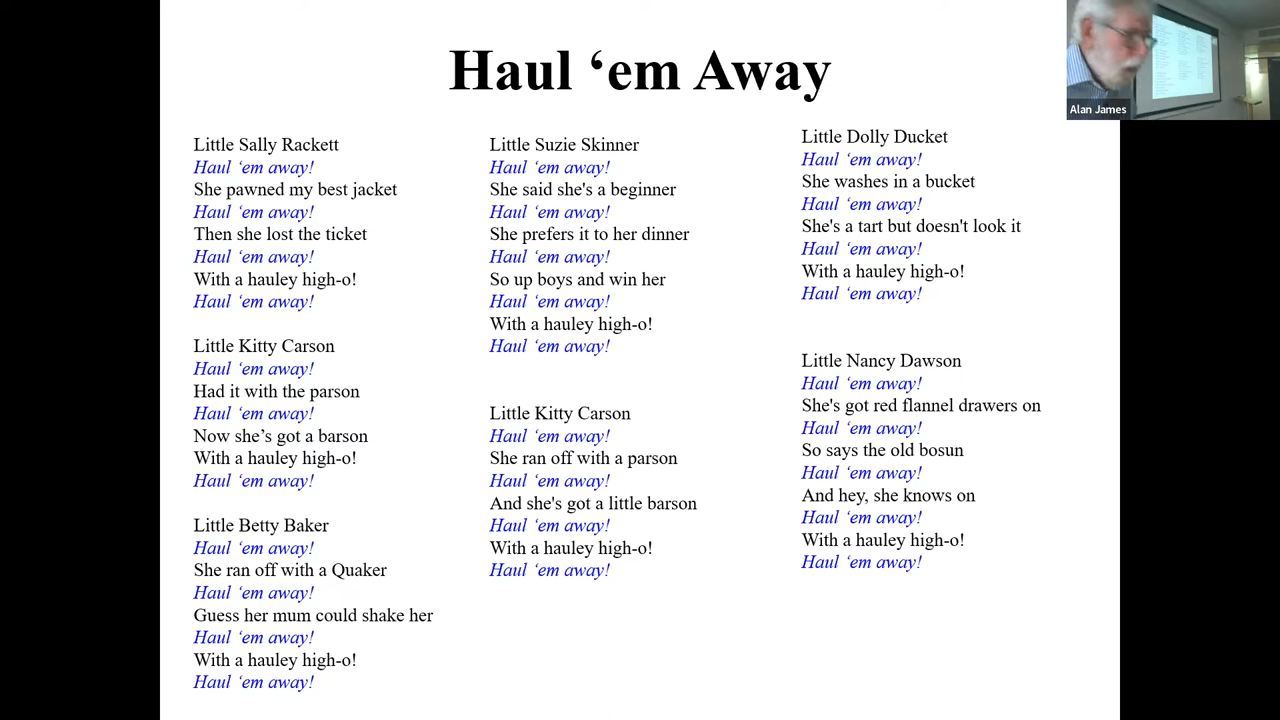 Haul ‘em Away
Alan James
Little Sally Rackett
Haul ‘em away!
She pawned my best jacket
Haul ‘em away!
Then she lost the ticket
Haul ‘em away!
With a hauley high-o!
Haul ‘em away!
Little Kitty Carson
Haul ‘em away!
Had it with the parson
Haul ‘em away!
Now she’s got a barson
With a hauley high-o!
Haul ‘em away!
Little Betty Baker
Haul ‘em away!
She ran off with a Quaker
Haul ‘em away!
Guess her mum could shake her
Haul ‘em away!
With a hauley high-o!
Haul ‘em away!
Little Suzie Skinner
Haul ‘em away!
She said she's a beginner
Haul ‘em away!
She prefers it to her dinner
Haul ‘em away!
So up boys and win her
Haul ‘em away!
With a hauley high-o!
Haul ‘em away!
Little Kitty Carson
Haul ‘em away!
She ran off with a parson
Haul ‘em away!
And she's got a little barson
Haul ‘em away!
With a hauley high-o!
Haul ‘em away!
Little Dolly Ducket
Haul ‘em away!
She washes in a bucket
Haul ‘em away!
She's a tart but doesn't look it
Haul ‘em away!
With a hauley high-o!
Haul ‘em away!
Little Nancy Dawson
Haul ‘em away!
She's got red flannel drawers on
Haul ‘em away!
So says the old bosun
Haul ‘em away!
And hey, she knows on
Haul ‘em away!
With a hauley high-o!
Haul ‘em away!